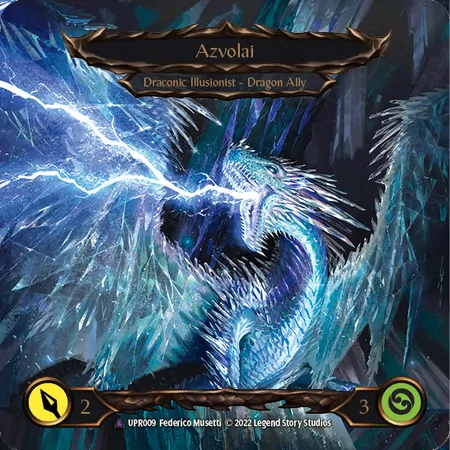 Azvolai
Draconic Illusionist - Dragon Ally
2
3
UPR009 Federico Musetti © 2022 Legend Story Studios